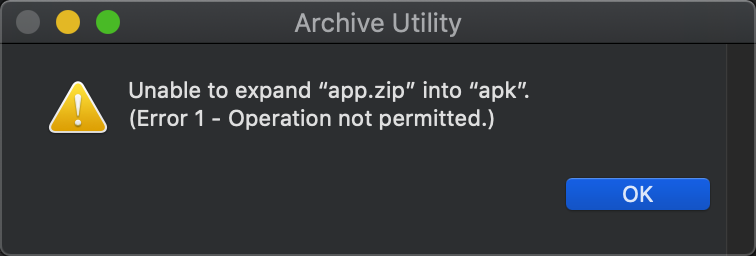 Archive Utility
Unable to expand “app.zip” into “apk”.
(Error 1 - Operation not permitted.)
OK